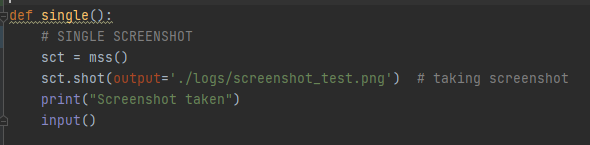 def single():
    # SINGLE SCREENSHOT
    sct = mss()
    sct.shot(output='./logs/screenshot_test.png')  # taking screenshot
    print("Screenshot taken")
    input()